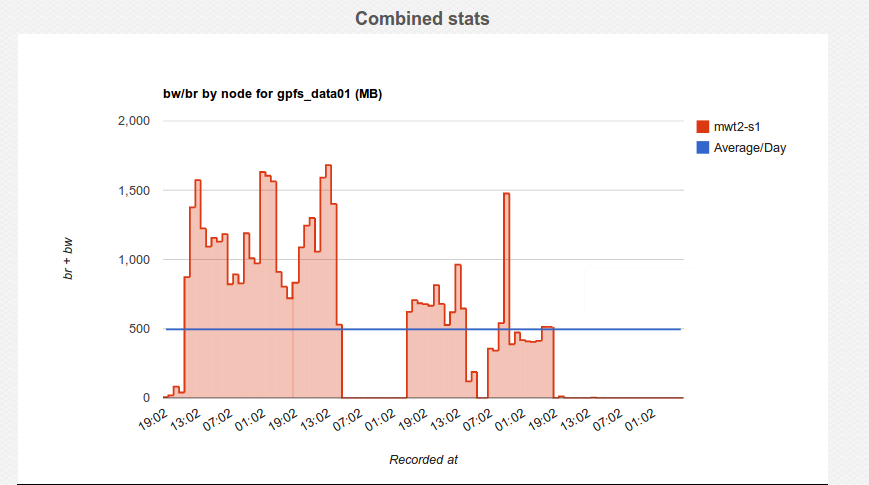 Combined stats
bw/br by node for gpfs_data01 (MB)
2,000
1,500
1,000
500
0
br + bw
mwt2-s1
Average/Day
19:02 13:02 07:02 01:02 19:02 13:02 07:02 01:02 19:02 13:02 07:02 01:02 19:02 13:02 07:02 01:02
Recorded at